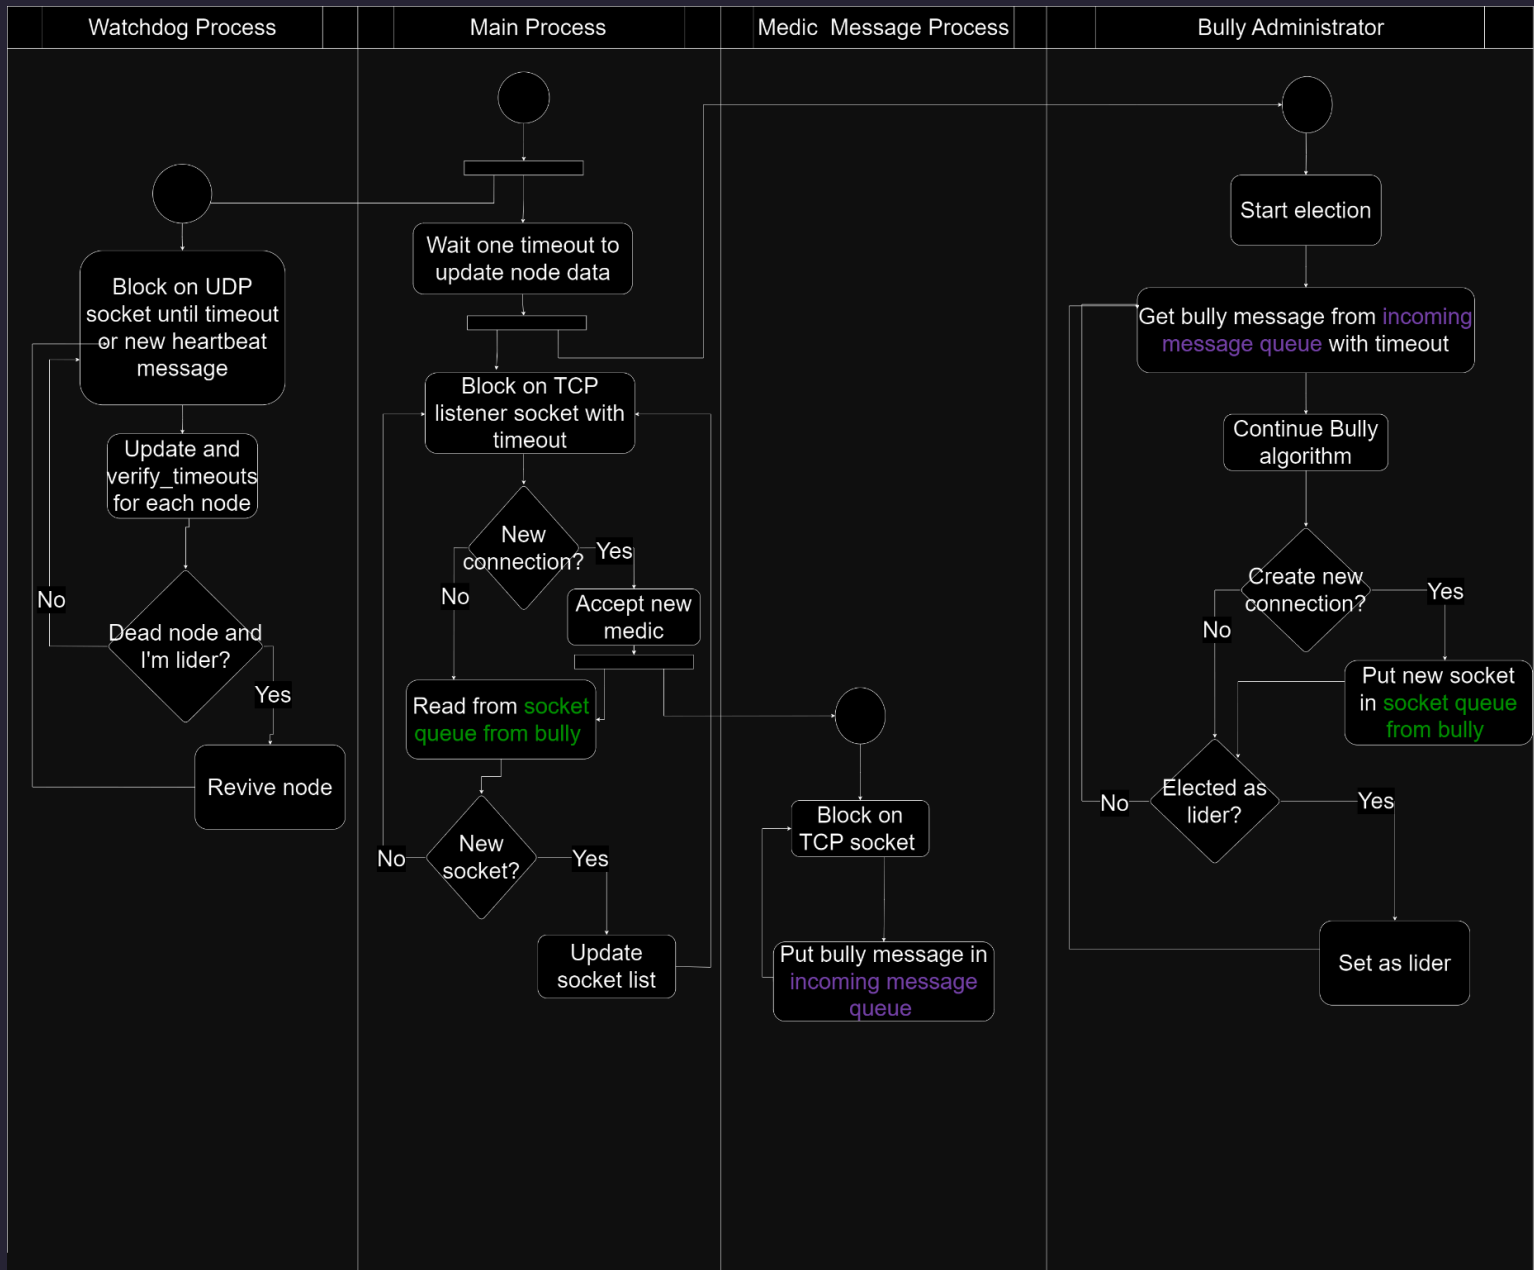 Watchdog Process
Main Process
Medic  Message Process
Bully Administrator
Block on UDP
socket until timeout
or new heartbeat
message
Update and
verify_timeouts
for each node
No
Dead node and
I'm lider?
Yes
Revive node
Wait one timeout to
update node data
Block on TCP
listener socket with
timeout
New
connection?
Yes
No
Accept new
medic
Read from socket
queue from bully
New
socket?
No
Yes
Update
socket list
Block on
TCP socket
Put bully message in
incoming message
queue
Start election
Get bully message from incoming
message queue with timeout
Continue Bully
algorithm
Create new
connection?
Yes
No
Put new socket
in socket queue
from bully
Elected as
lider?
No
Yes
Set as lider